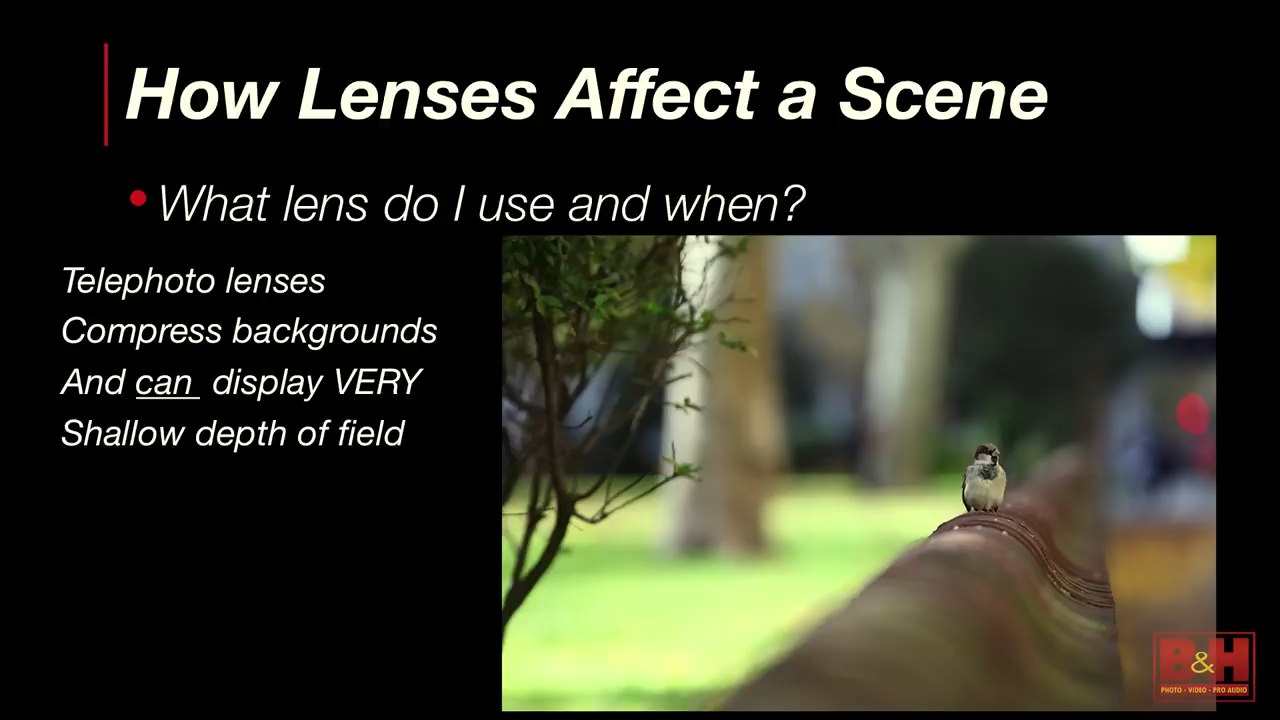 How Lenses Affect a Scene
• What lens do I use and when?
Telephoto lenses
Compress backgrounds
And can display VERY
Shallow depth of field
B&H
PHOTO - VIDEO - PRO AUDIO